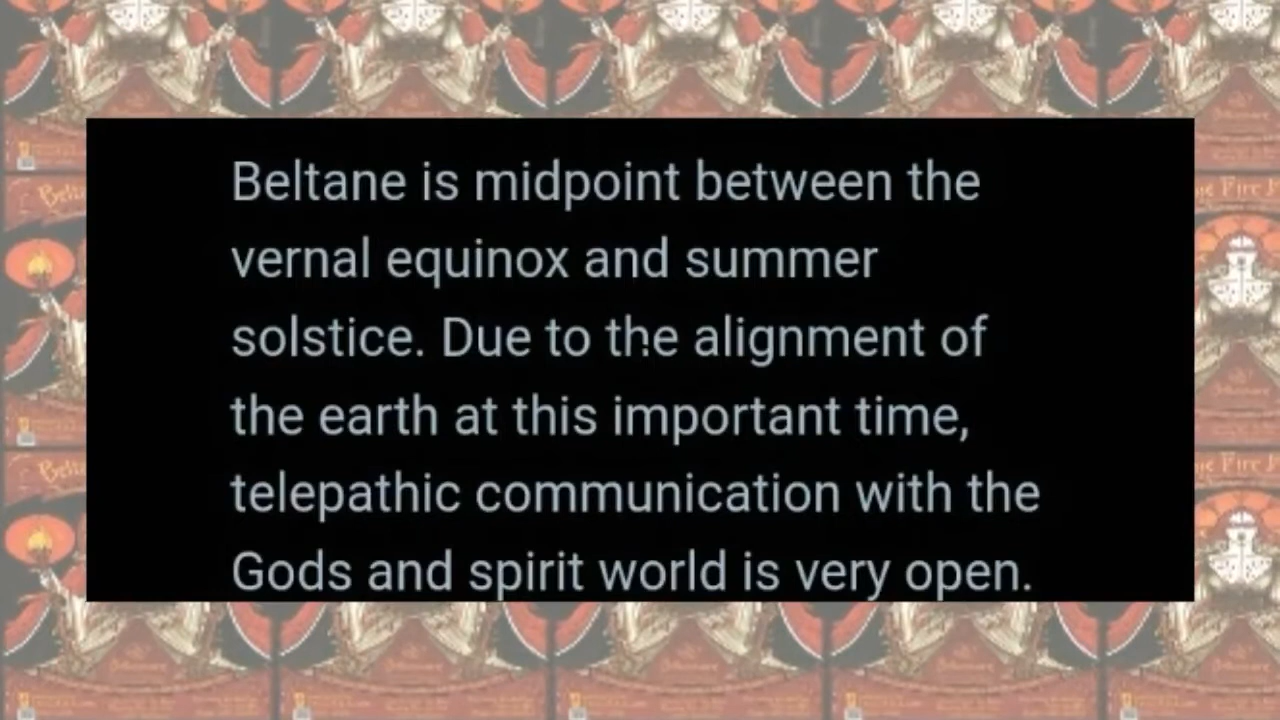 Beltane is midpoint between the
vernal equinox and summer
solstice. Due to the alignment of
the earth at this important time,
telepathic communication with the
Gods and spirit world is very open.